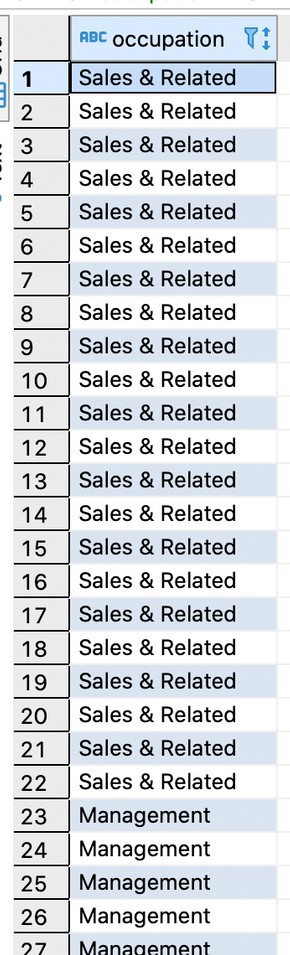 ABC occupation
1 Sales & Related
2 Sales & Related
3 Sales & Related
4 Sales & Related
5 Sales & Related
6 Sales & Related
7 Sales & Related
8 Sales & Related
9 Sales & Related
10 Sales & Related
11 Sales & Related
12 Sales & Related
13 Sales & Related
14 Sales & Related
15 Sales & Related
16 Sales & Related
17 Sales & Related
18 Sales & Related
19 Sales & Related
20 Sales & Related
21 Sales & Related
22 Sales & Related
23 Management
24 Management
25 Management
26 Management
27 Management